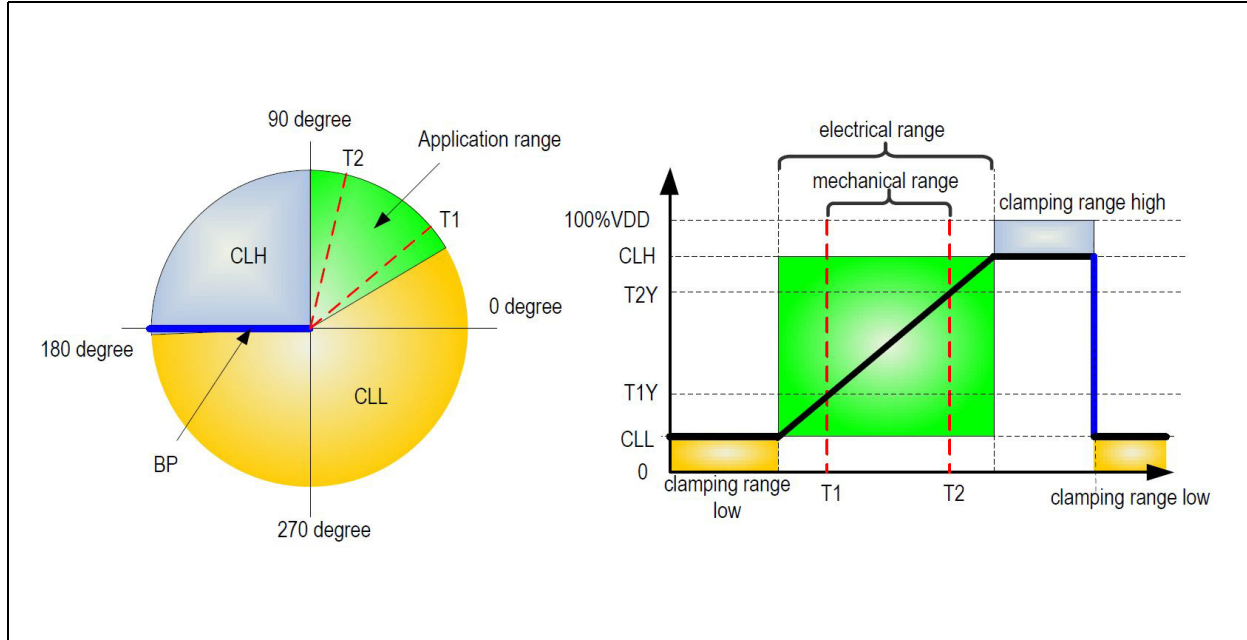 90 degree
T2
Application range
T1
CLH
0 degree
180 degree
CLL
BP
270 degree
electrical range
mechanical range
100%VDD
clamping range high
CLH
T2Y
T1Y
CLL
0
clamping range
low
T1
T2
clamping range low